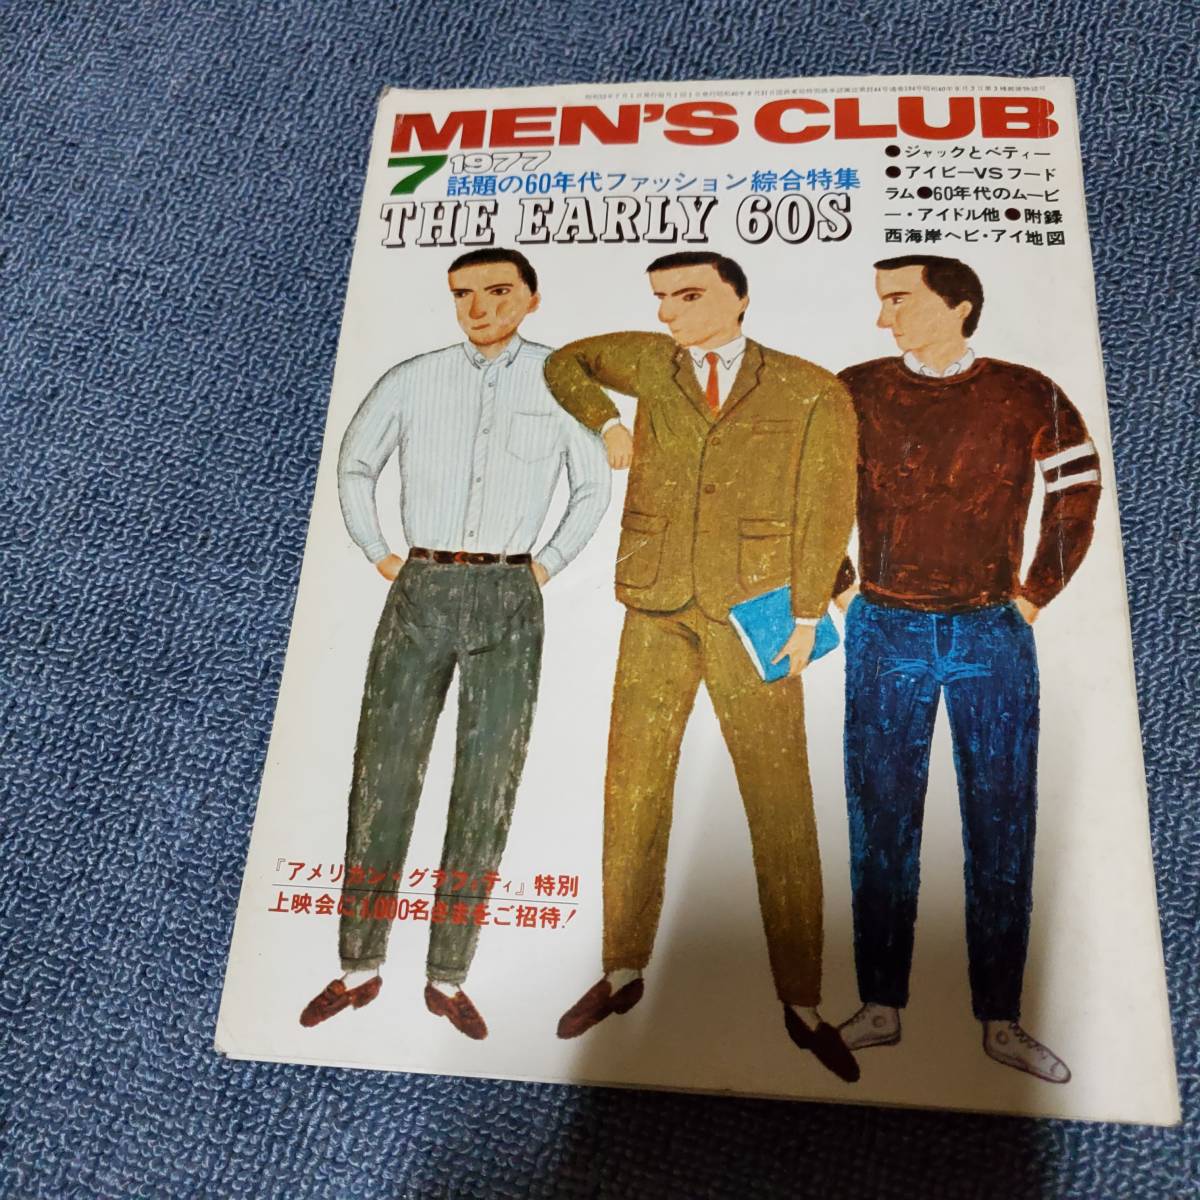 MEN'S CLUB
7
1977
話題の60年代ファッション綜合特集
THE EARLY 60S
●ジャックとベティー
●アイビーVSフード
ラム●60年代のムービ
ー・アイドル他●附録
西海岸ヘビ・アイ地図
『アメリカン・グラフィティ』特別
上映会に1,000名さまをご招待!